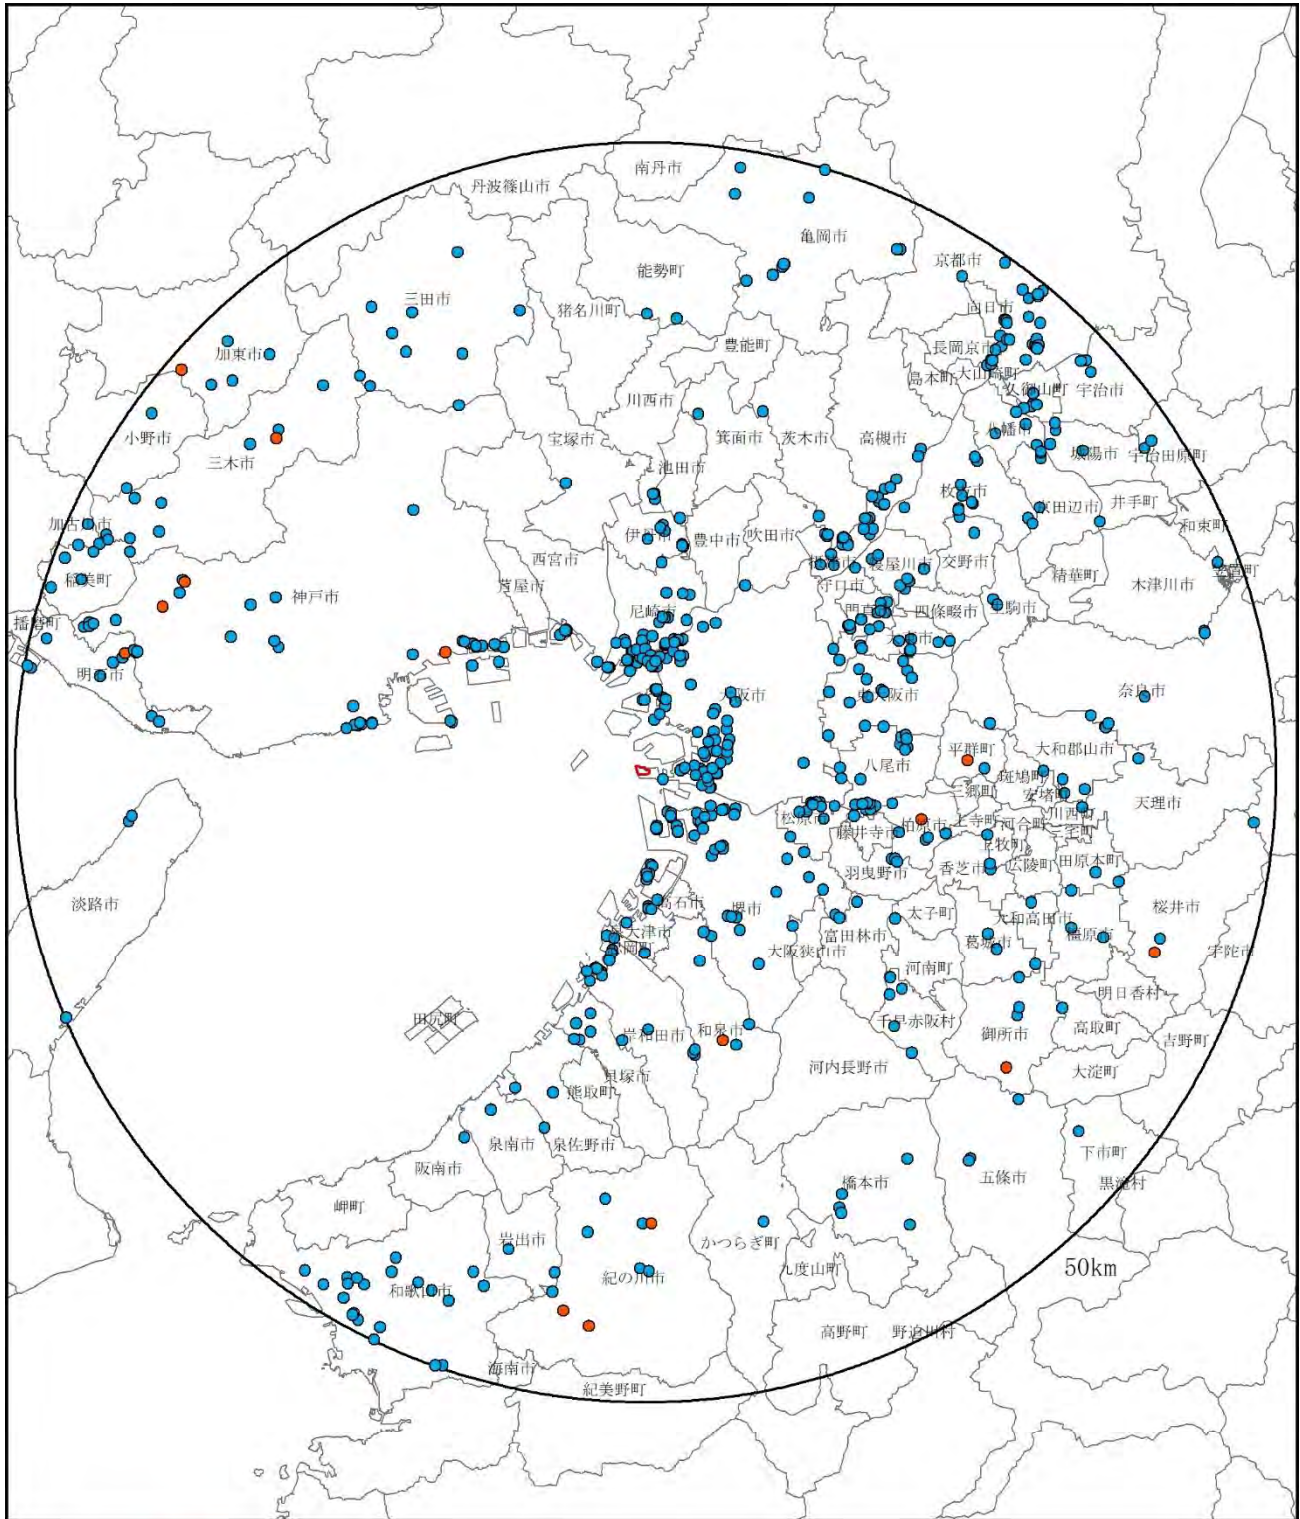 南丹市
丹波篠山市
亀岡市
京都市
能勢町
三田市
猪名川町
向日市
加東市
豊能町
長岡京市
島本町
大山崎町
久御山町
宇治市
川西市
小野市
宝塚市
箕面市
茨木市
高槻市
八幡市
三木市
池田市
城陽市
宇治田原町
枚方市
加古川市
京田辺市
井手町
伊丹市
豊中市
吹田市
和束町
西宮市
摂津市
寝屋川市
交野市
稲美町
芦屋市
守口市
精華町
木津川市
笠置町
神戸市
播磨町
尼崎市
門真市
四條畷市
生駒市
大東市
明石市
大阪市
東大阪市
奈良市
平群町
大和郡山市
八尾市
斑鳩町
三郷町
安堵町
天理市
松原市
柏原市
王寺町
河合町
川西町
藤井寺市
三宅町
上牧町
羽曳野市
香芝市
広陵町
田原本町
淡路市
高石市
堺市
太子町
大和高田市
桜井市
泉大津市
富田林市
葛城市
橿原市
忠岡町
大阪狭山市
宇陀市
河南町
明日香村
田尻町
岸和田市
和泉市
千早赤阪村
御所市
高取町
吉野町
貝塚市
河内長野市
大淀町
熊取町
泉南市
泉佐野市
下市町
阪南市
橋本市
五條市
黒滝村
岬町
岩出市
かつらぎ町
50km
紀の川市
九度山町
和歌山市
高野町
野迫川村
海南市
紀美野町